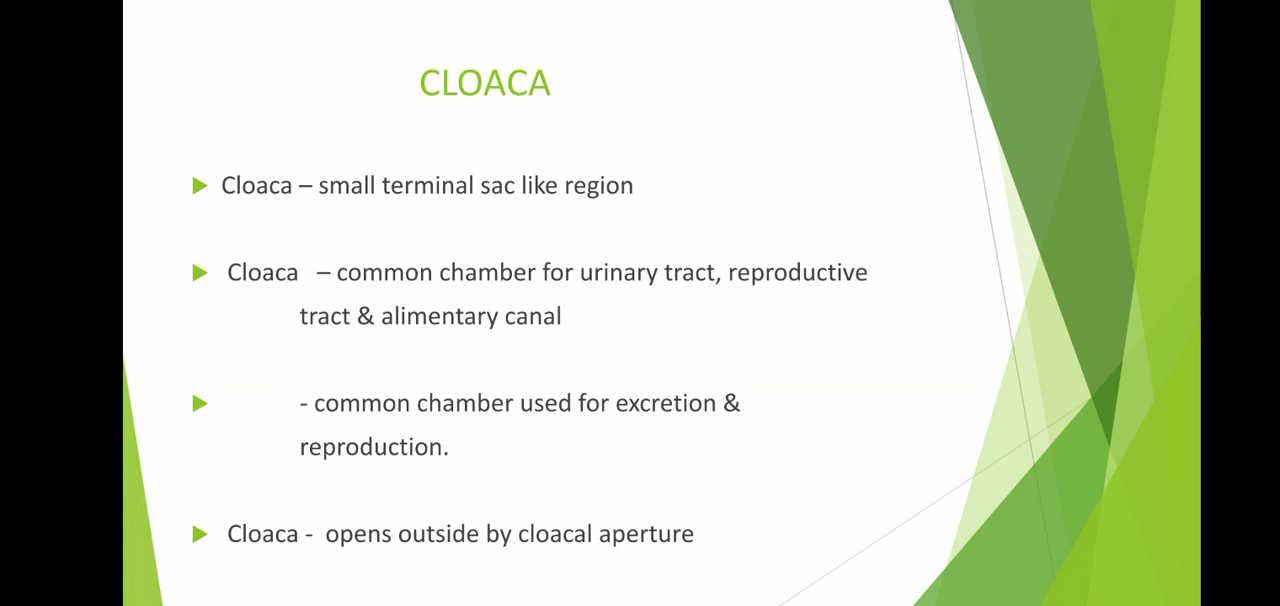 CLOACA
Cloaca – small terminal sac like region
Cloaca – common chamber for urinary tract, reproductive
tract & alimentary canal
- common chamber used for excretion &
reproduction.
Cloaca - opens outside by cloacal aperture